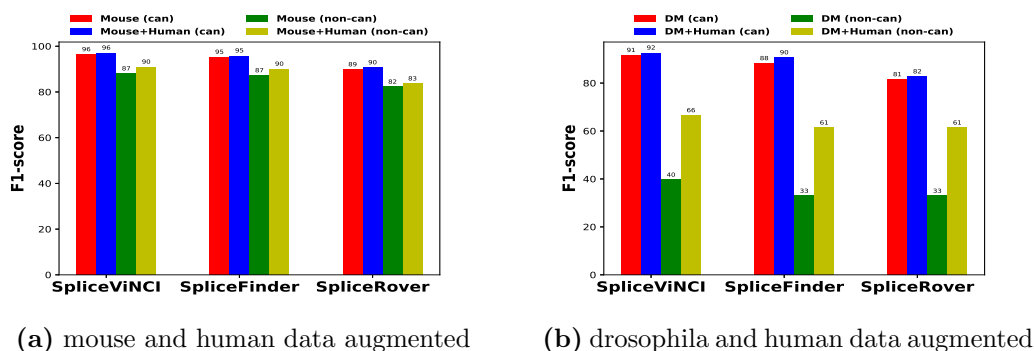 Mouse (can) Mouse (non-can)
Mouse+Human (can) Mouse+Human (non-can)
F1-score
100
80
60
40
20
0
96 96 87 90
95 95 87 90
89 90 82 83
SpliceViNCI SpliceFinder SpliceRover
(a) mouse and human data augmented
DM (can) DM (non-can)
DM+Human (can) DM+Human (non-can)
F1-score
80
60
40
20
0
91 92 40 66
88 90 33 61
81 82 33 61
SpliceViNCI SpliceFinder SpliceRover
(b) drosophila and human data augmented